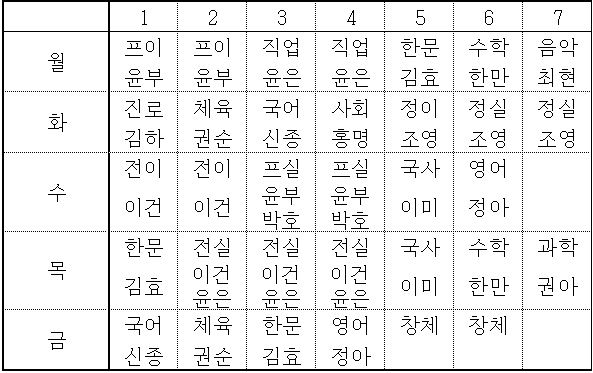 1 2 3 4 5 6 7
월 프이 프이 직업 직업 한문 수학 음악
윤부 윤부 윤은 윤은 김효 한만 최현
화 진로 체육 국어 사회 정이 정실 정실
김하 권순 신종 홍명 조영 조영 조영
수 전이 전이 프실 프실 국사 영어
이건 이건 윤부 윤부 이미 정아
박호 박호
목 한문 전실 전실 전실 국사 수학 과학
김효 이건 이건 이건 이미 한만 권아
윤은 윤은 윤은
금 국어 체육 한문 영어 창체 창체
신종 권순 김효 정아